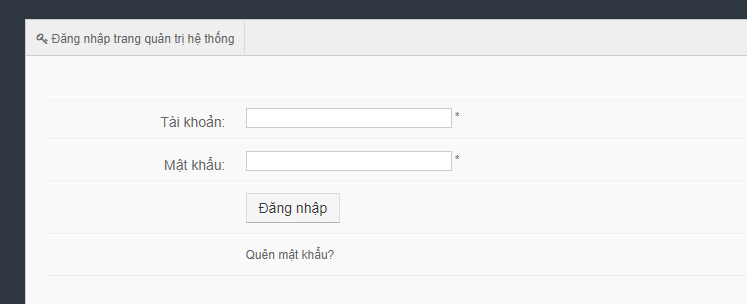 Đăng nhập trang quản trị hệ thống
Tài khoản: *
Mật khẩu: *
Đăng nhập
Quên mật khẩu?